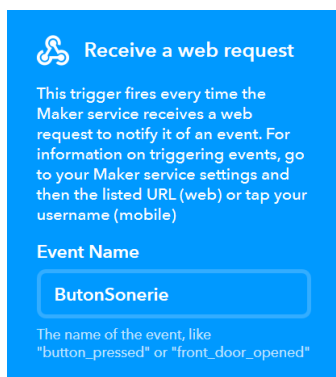 Receive a web request
This trigger fires every time the
Maker service receives a web
request to notify it of an event. For
information on triggering events, go
to your Maker service settings and
then the listed URL (web) or tap your
username (mobile)
Event Name
ButonSonerie
The name of the event, like
"button_pressed" or "front_door_opened"